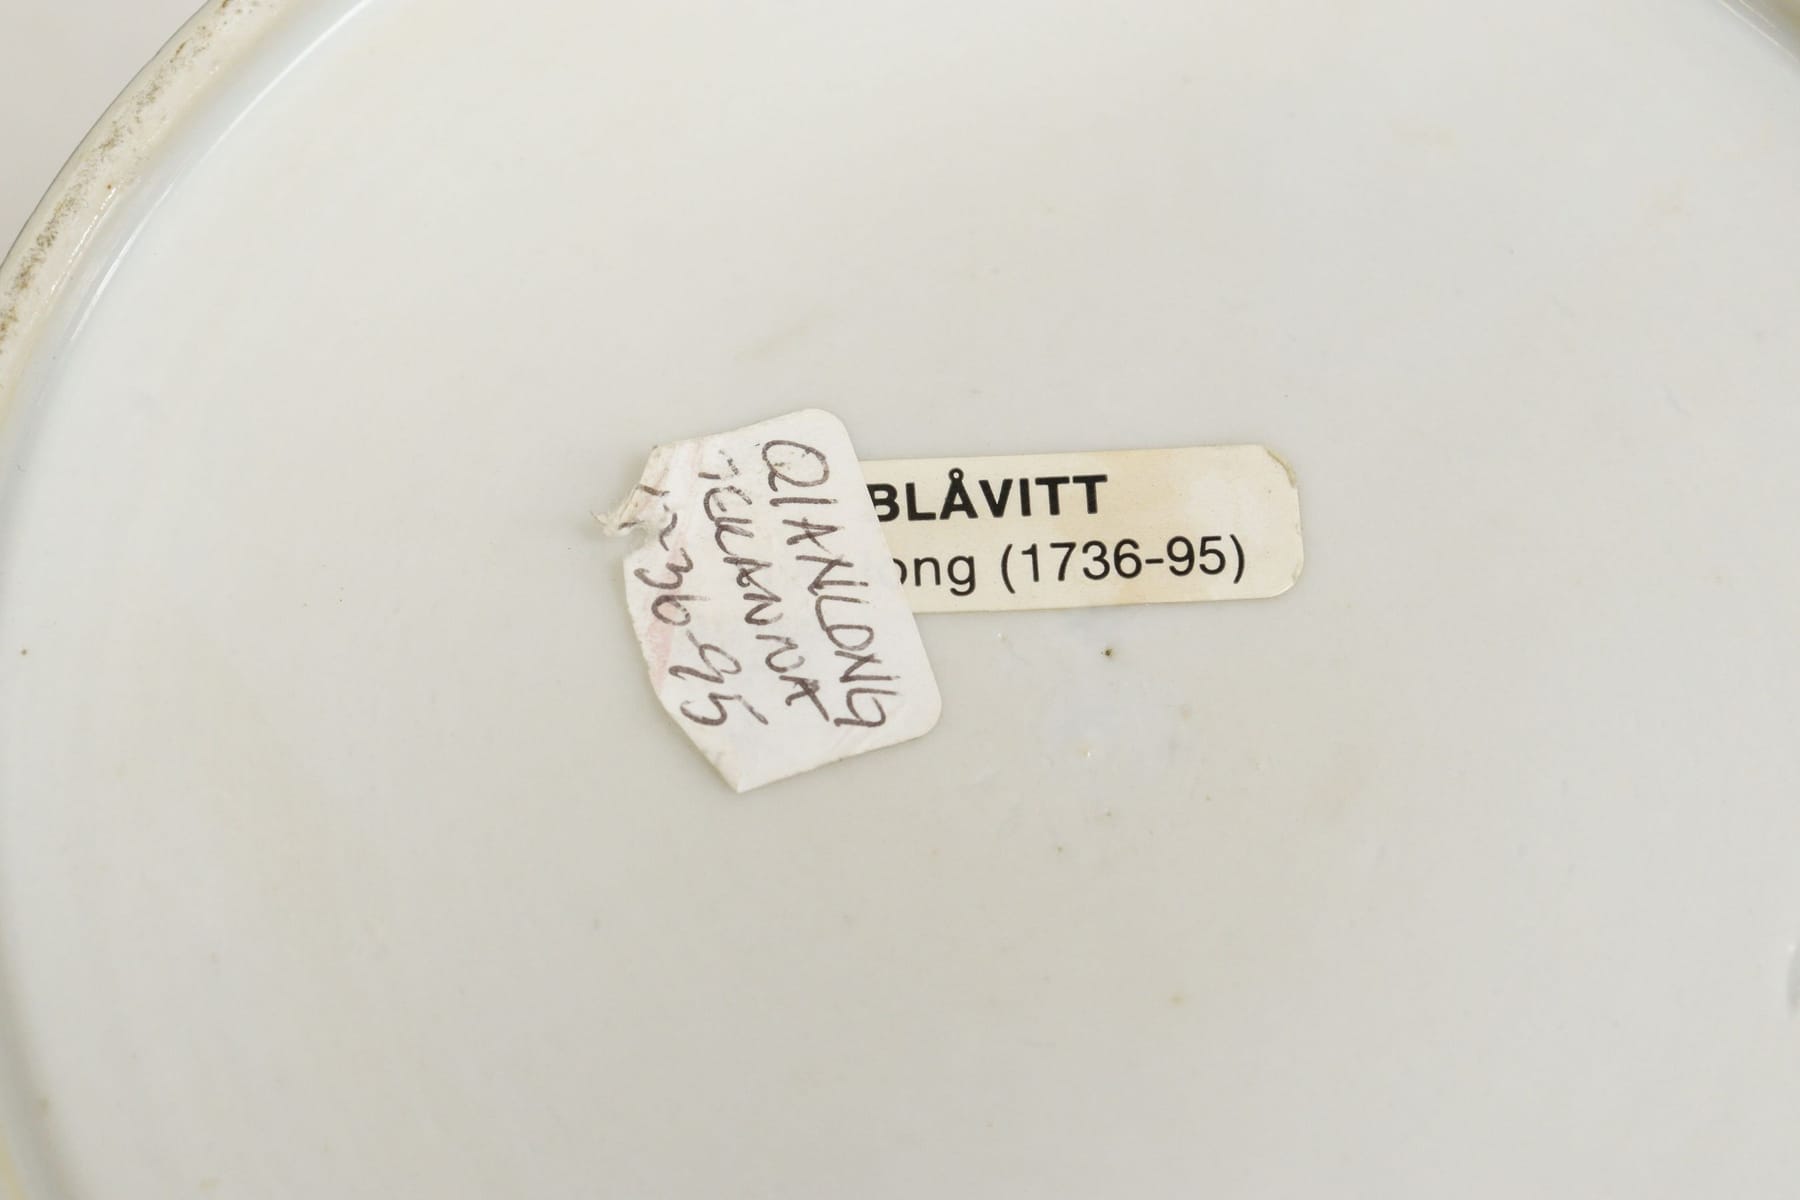 QIANLONG
TEKANNA
1736-95
BLÅVITT
ong (1736-95)